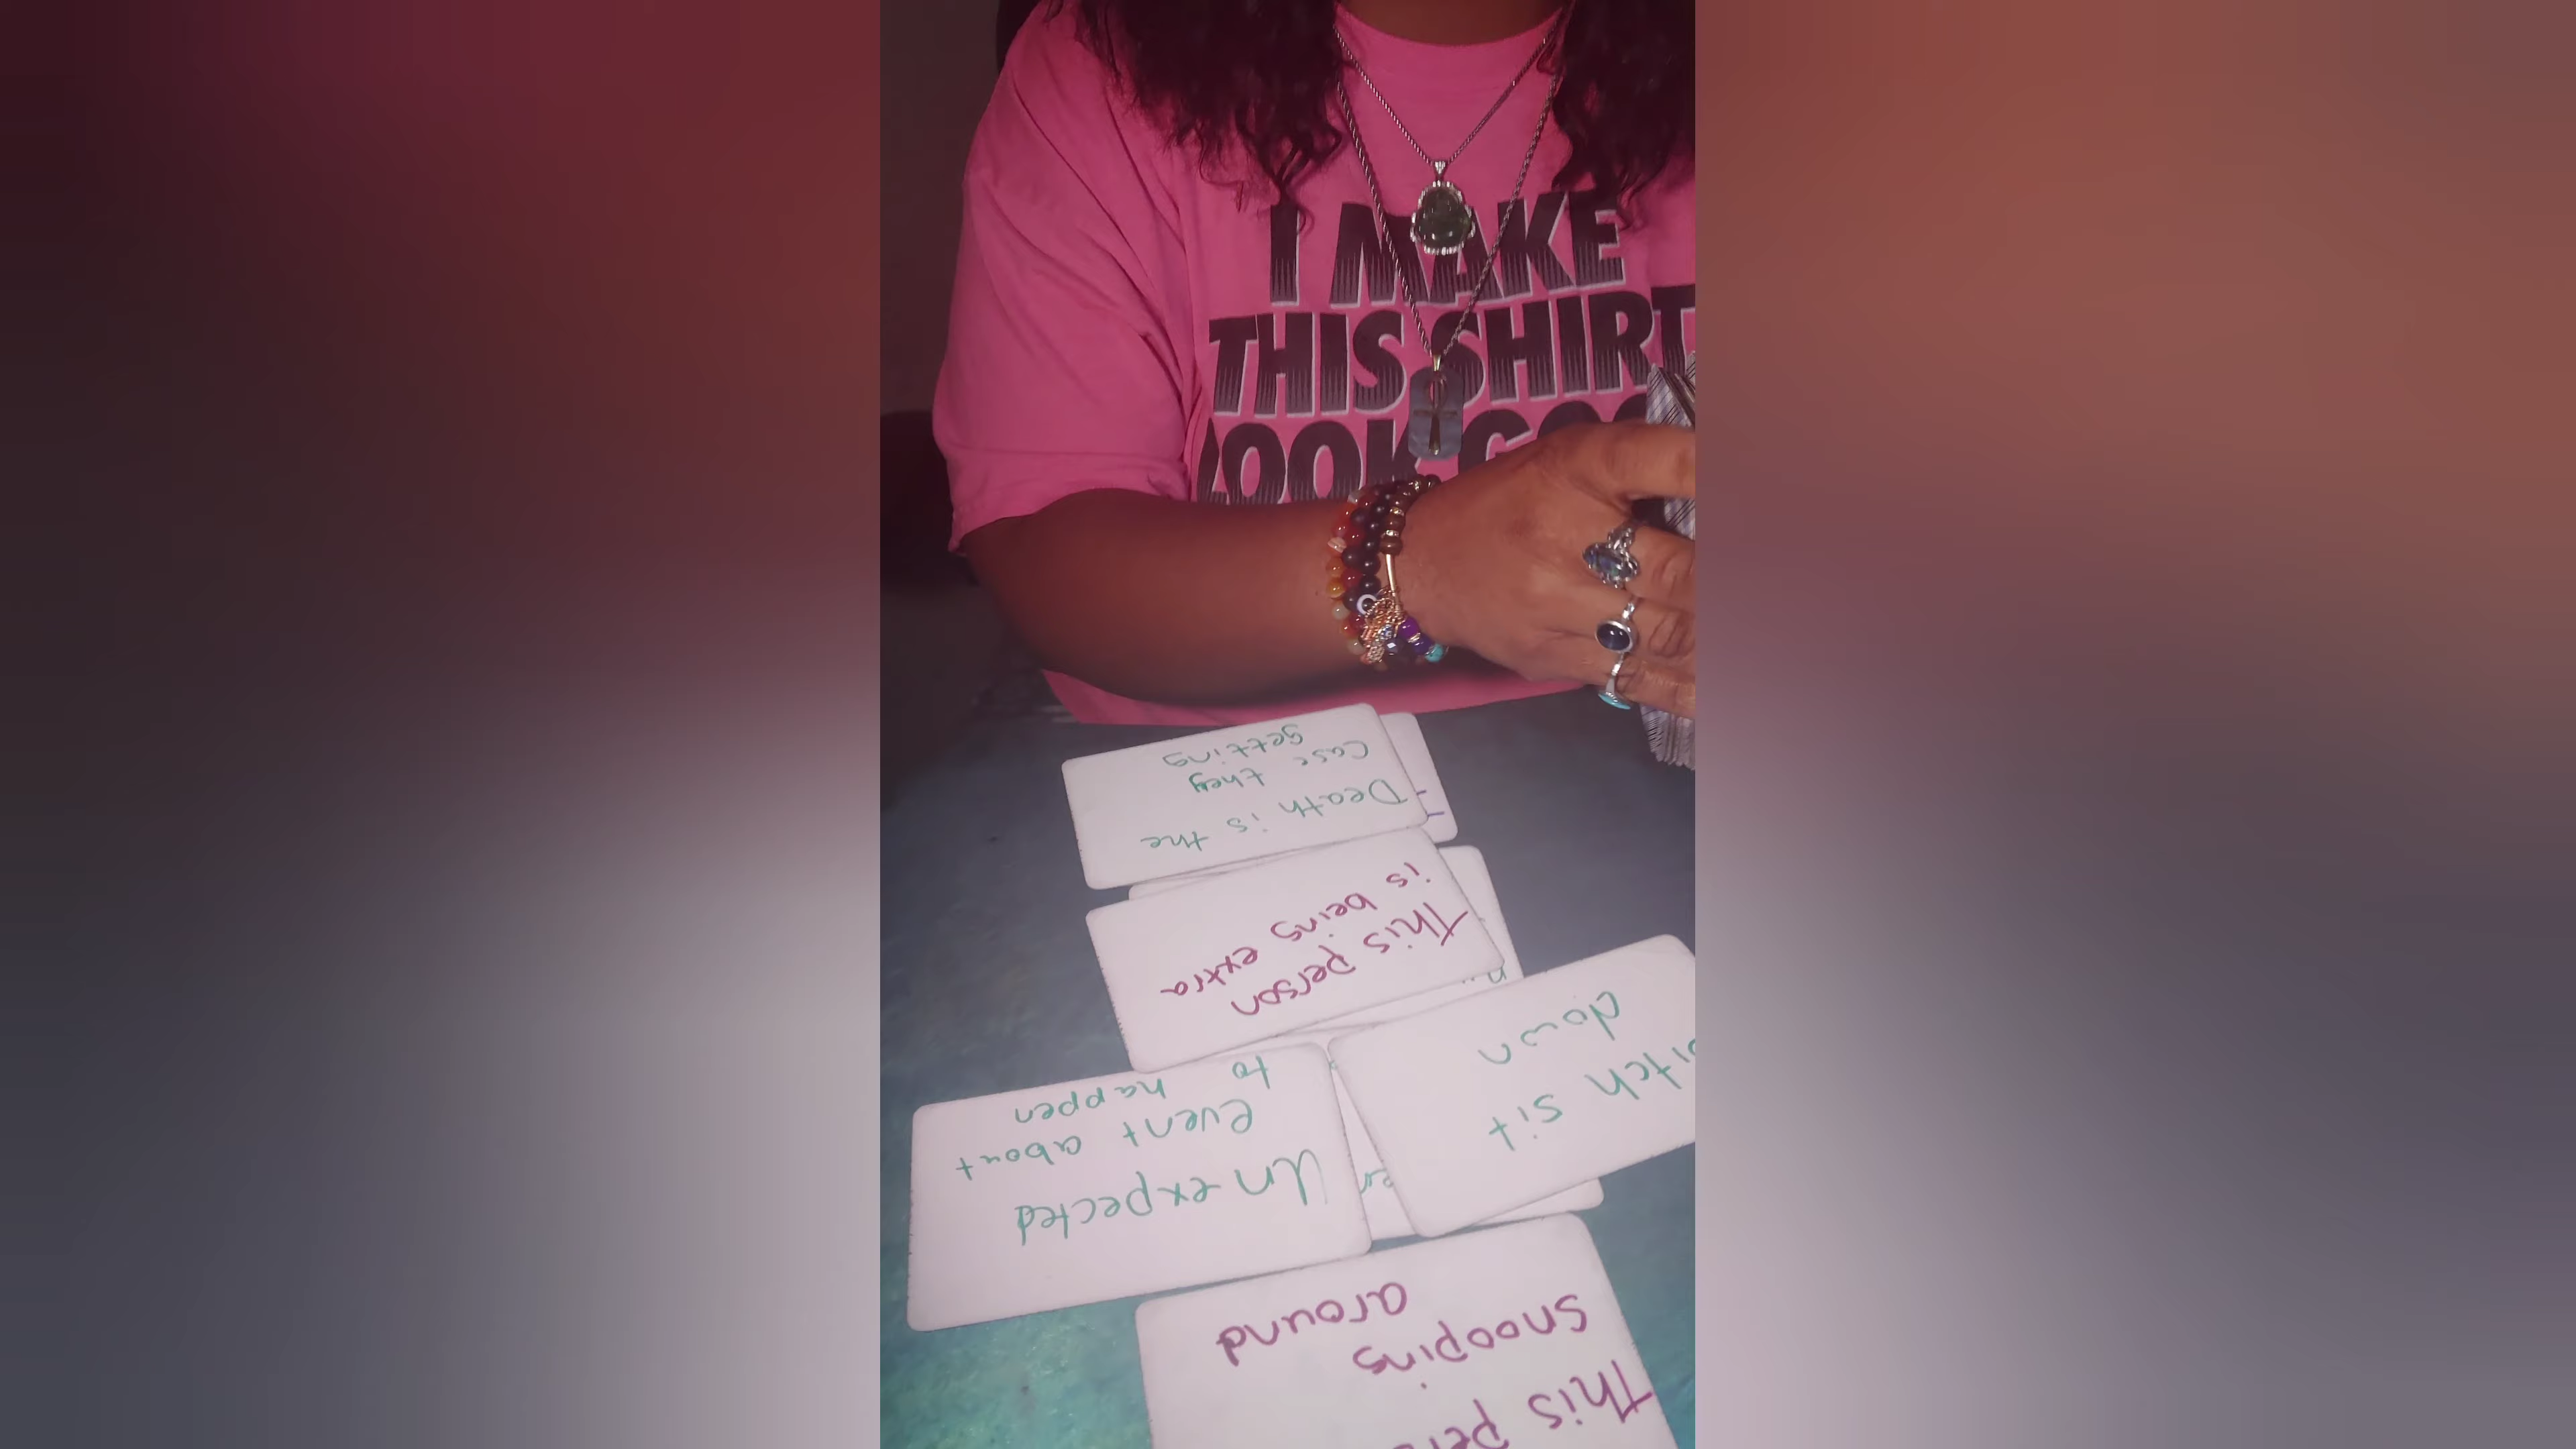 I MAKE
THIS SHIRT
LOOK
Death is the
case they
getting
This person
is being extra
sit
down
Un-expected
event about
to happen
This
snooping
around